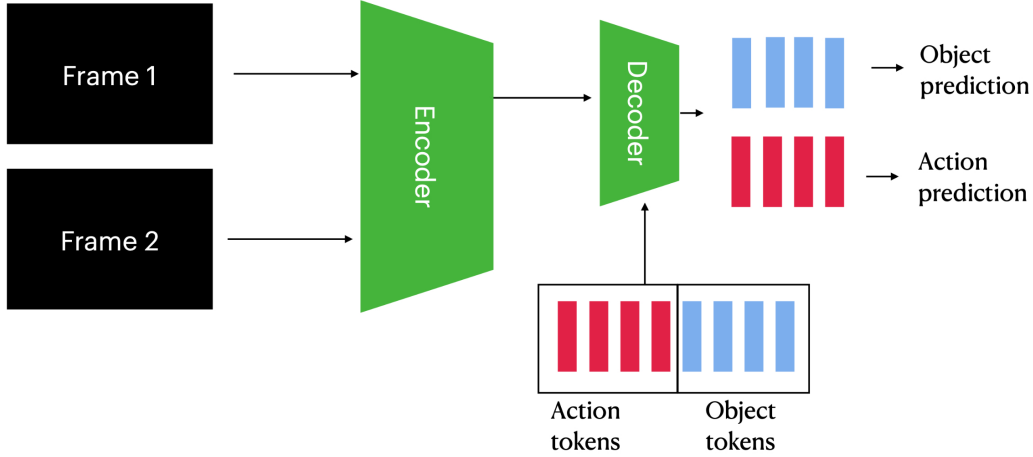 Frame 1
Frame 2
Encoder
Decoder
Object
prediction
Action
prediction
Action
tokens
Object
tokens